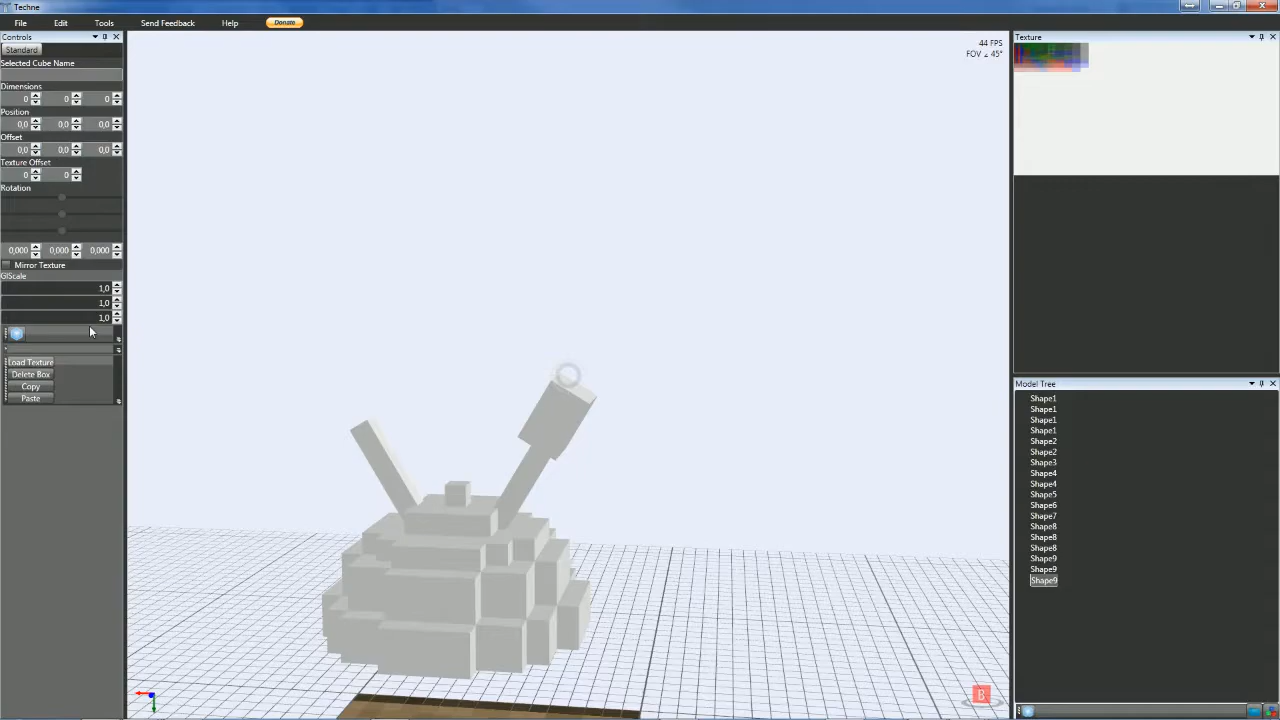 Techne
File Edit Tools Send Feedback Help Donate
Controls
Standard
Selected Cube Name
Dimensions
0 0 0
Position
0,0 0,0 0,0
Offset
0,0 0,0 0,0
Texture Offset
0 0
Rotation
0,000 0,000 0,000
Mirror Texture
GlScale
1,0
1,0
1,0
Load Texture
Delete Box
Copy
Paste
44 FPS
FOV ∠ 45°
B
Texture
Model Tree
Shape1
Shape1
Shape1
Shape1
Shape2
Shape2
Shape3
Shape4
Shape4
Shape5
Shape6
Shape7
Shape8
Shape8
Shape8
Shape9
Shape9
Shape9